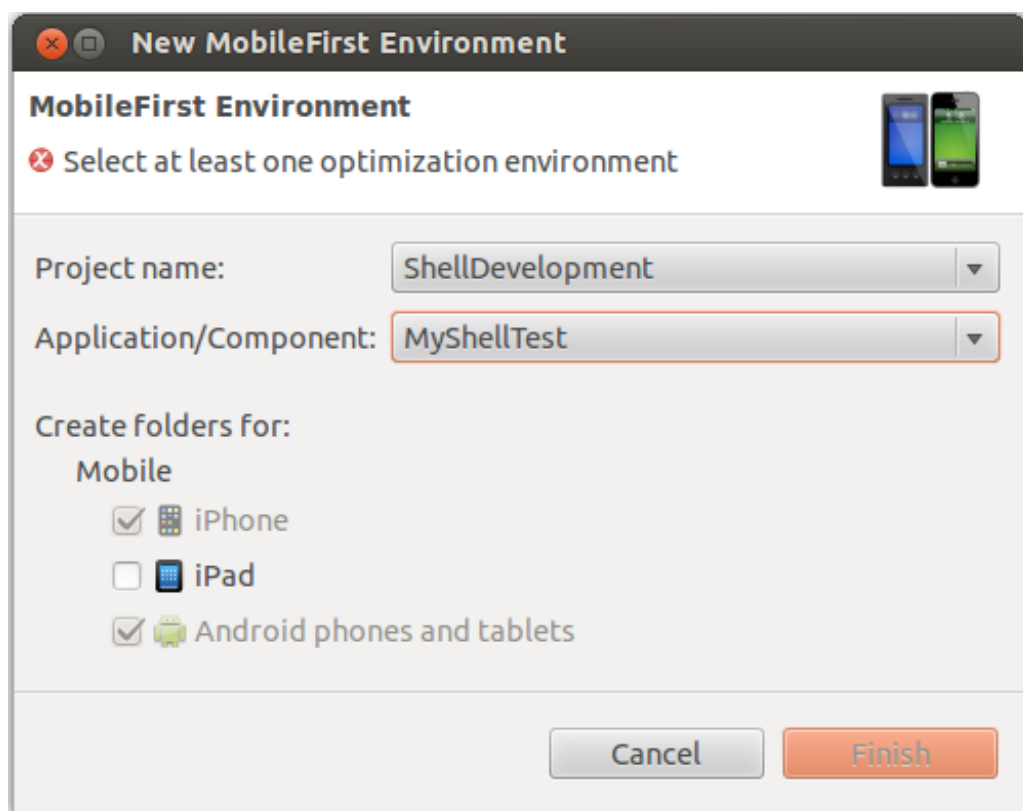 New MobileFirst Environment
MobileFirst Environment
Select at least one optimization environment
Project name: ShellDevelopment
Application/Component: MyShellTest
Create folders for:
Mobile
iPhone
iPad
Android phones and tablets
Cancel Finish